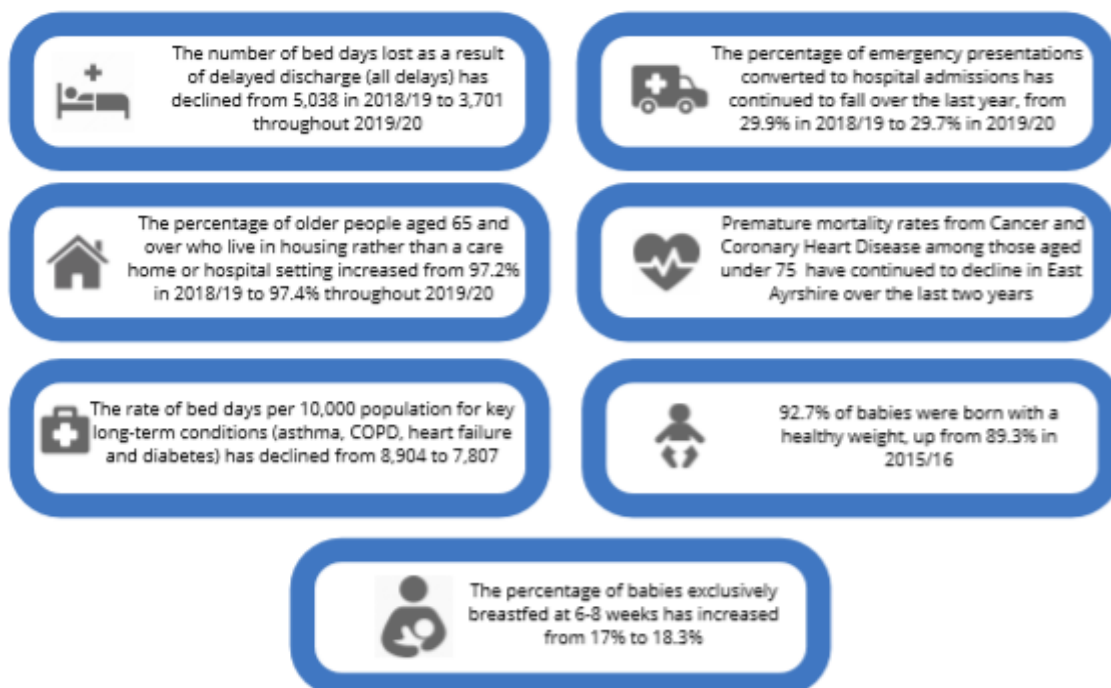 The number of bed days lost as a result
of delayed discharge (all delays) has
declined from 5,038 in 2018/19 to 3,701
throughout 2019/20
The percentage of emergency presentations
converted to hospital admissions has
continued to fall over the last year, from
29.9% in 2018/19 to 29.7% in 2019/20
The percentage of older people aged 65 and
over who live in housing rather than a care
home or hospital setting increased from 97.2%
in 2018/19 to 97.4% throughout 2019/20
Premature mortality rates from Cancer and
Coronary Heart Disease among those aged
under 75 have continued to decline in East
Ayrshire over the last two years
The rate of bed days per 10,000 population for key
long-term conditions (asthma, COPD, heart failure
and diabetes) has declined from 8,904 to 7,807
92.7% of babies were born with a
healthy weight, up from 89.3% in
2015/16
The percentage of babies exclusively
breastfed at 6-8 weeks has increased
from 17% to 18.3%